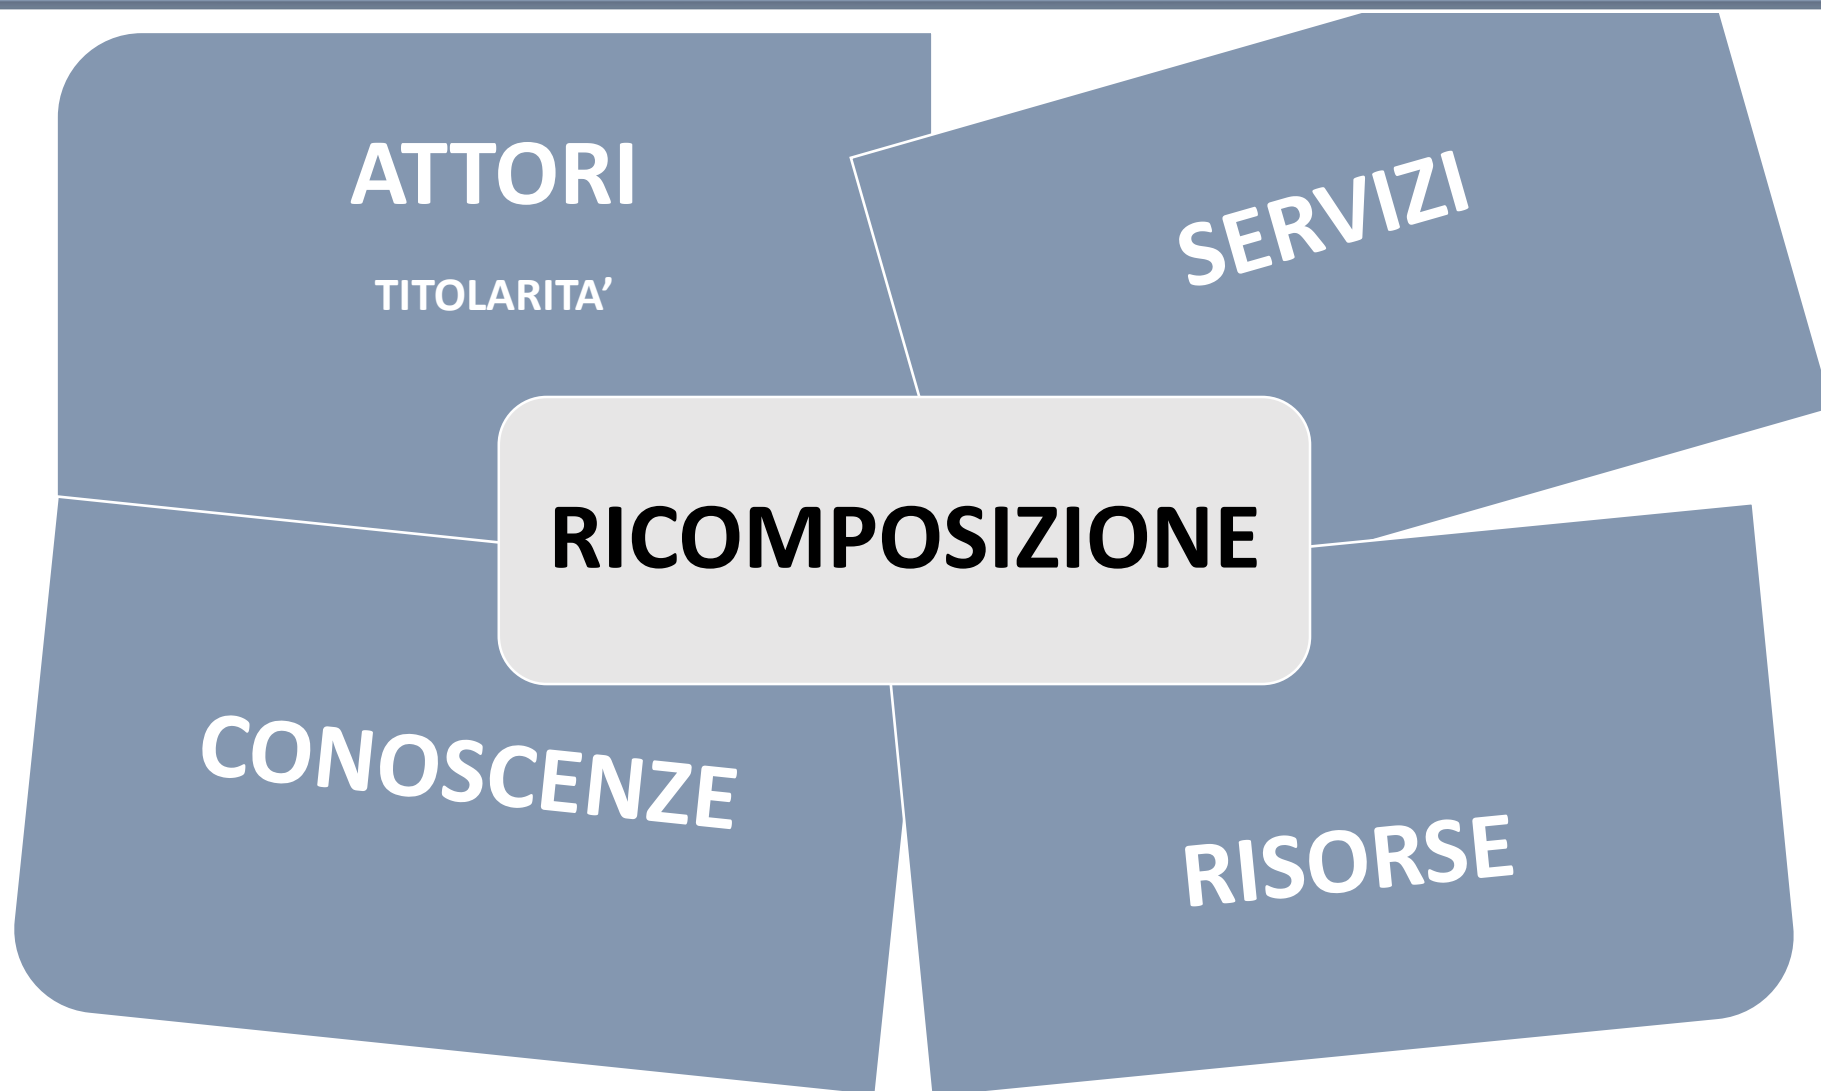 ATTORI
TITOLARITA’
SERVIZI
RICOMPOSIZIONE
CONOSCENZE
RISORSE